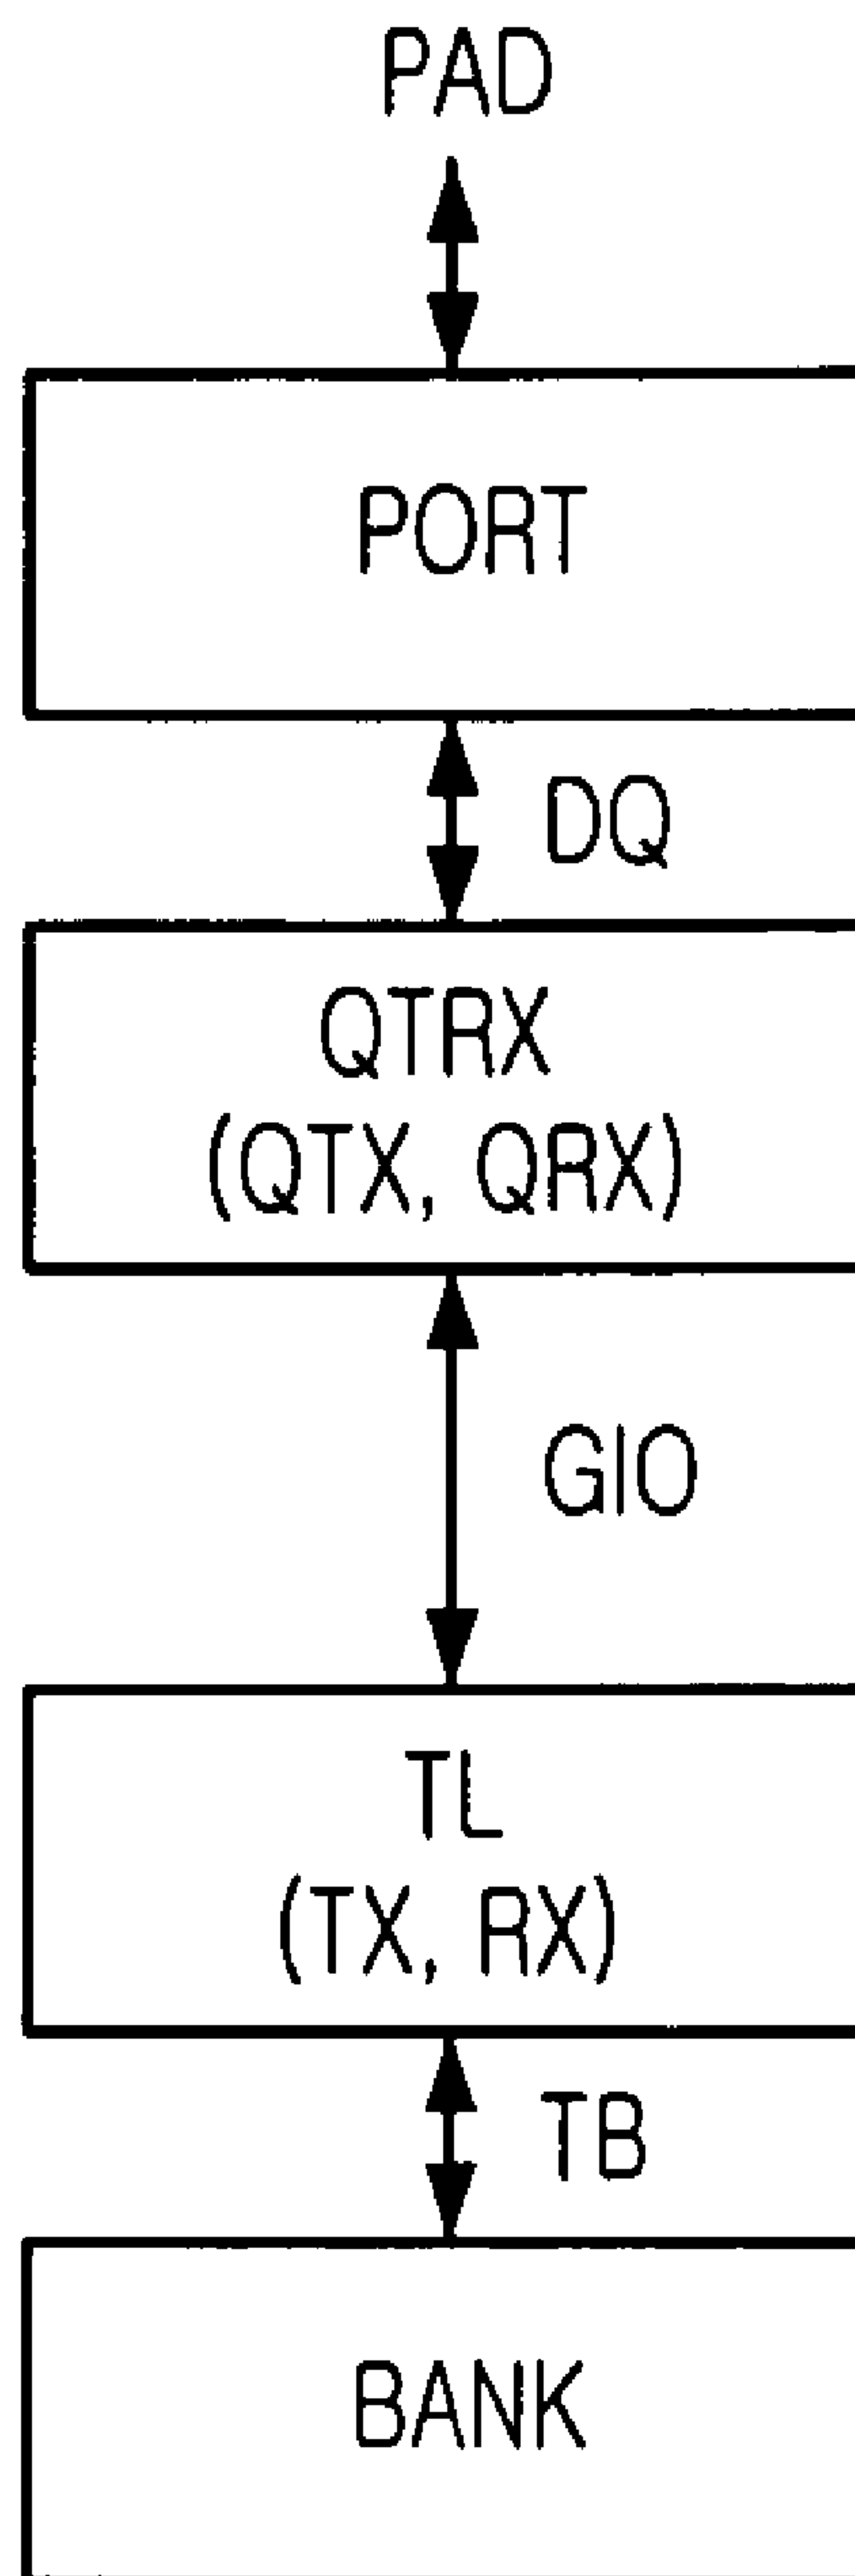 PAD
PORT
DQ
QTRX
(QTX, QRX)
GIO
TL
(TX, RX)
TB
BANK